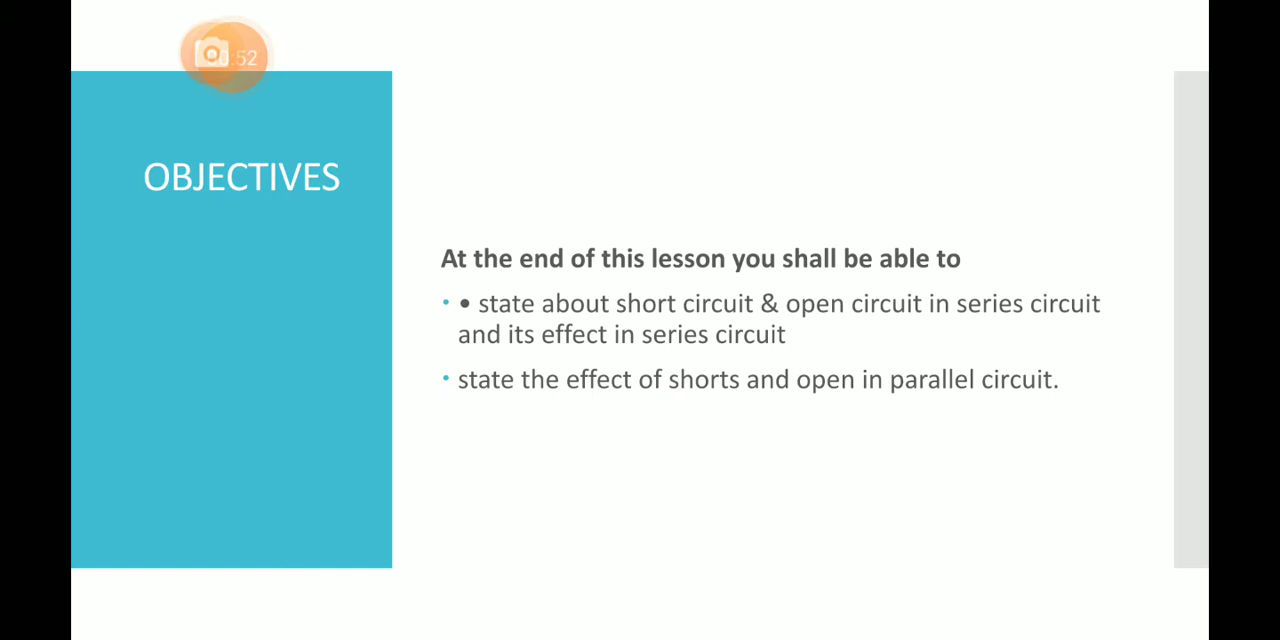 :52
OBJECTIVES
At the end of this lesson you shall be able to
• • state about short circuit & open circuit in series circuit
and its effect in series circuit
• state the effect of shorts and open in parallel circuit.